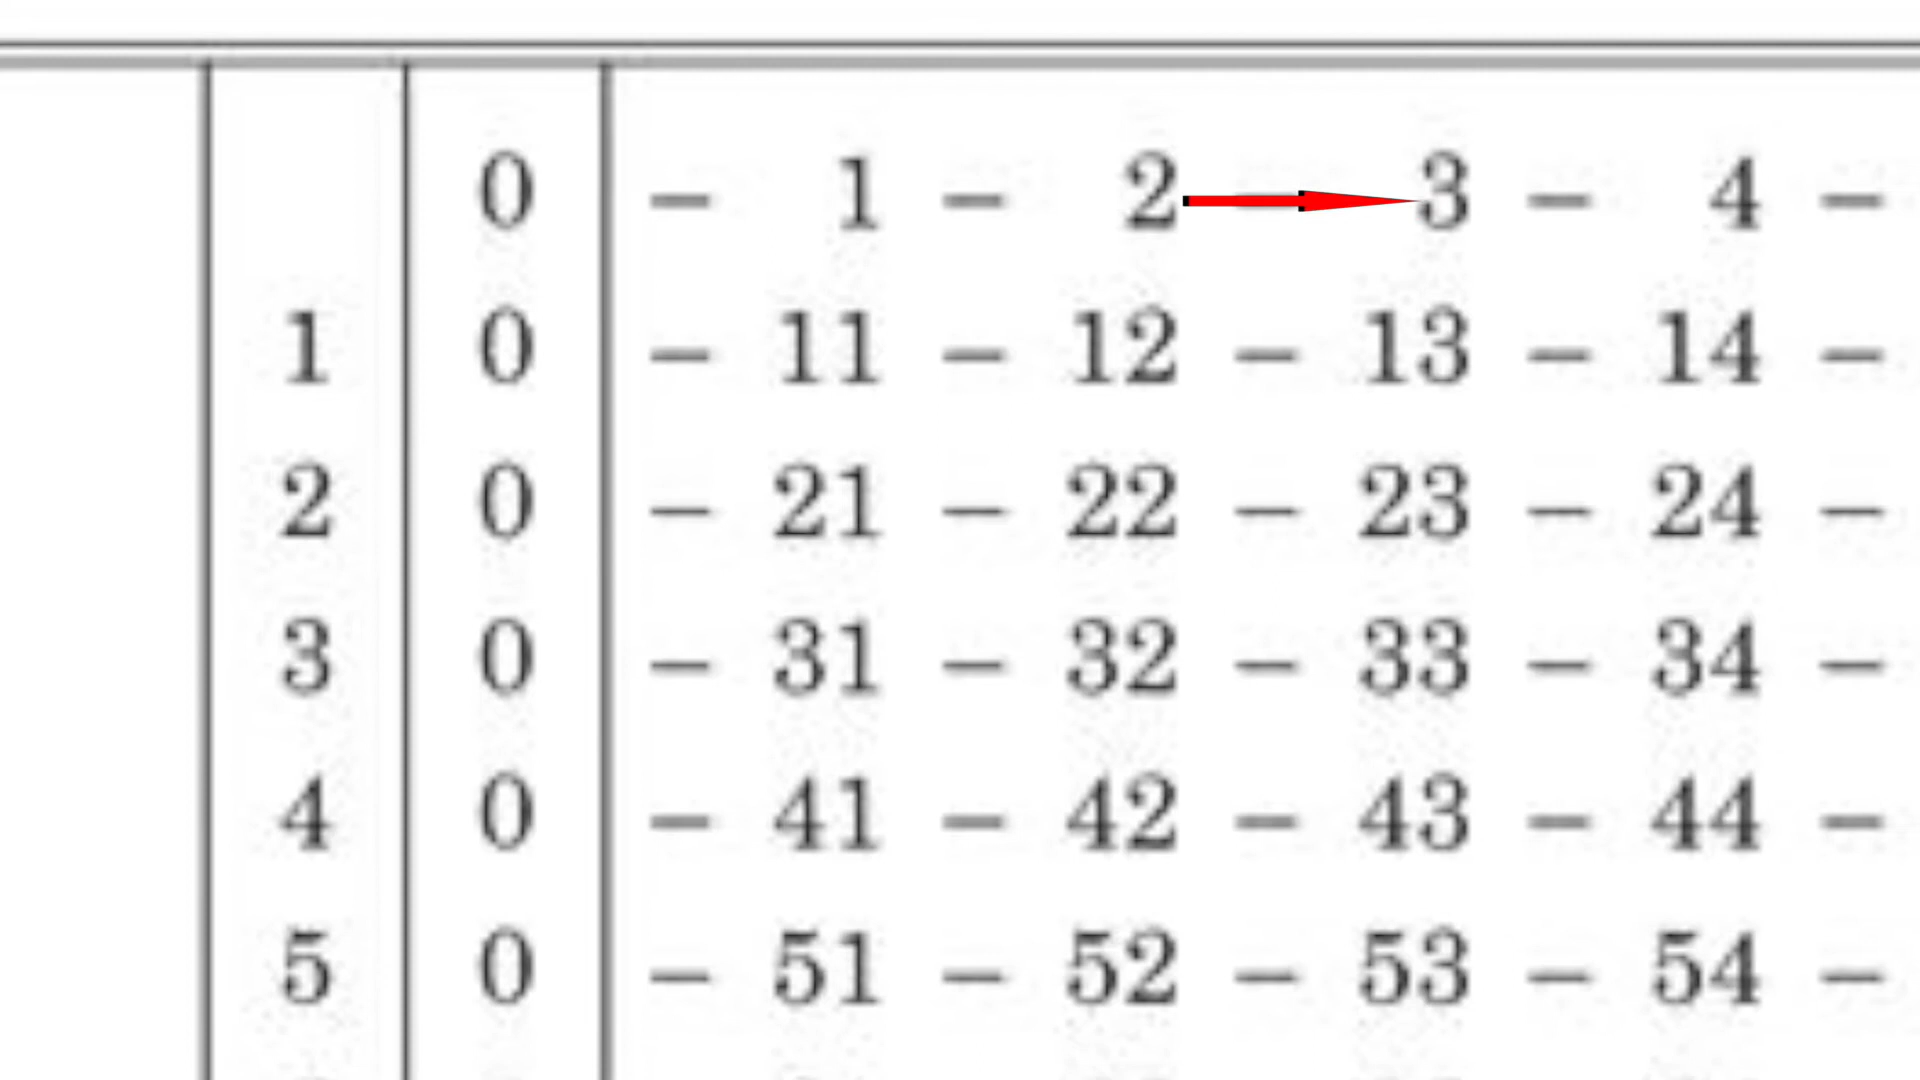 0 – 1 – 2 – 3 – 4 –
1 0 – 11 – 12 – 13 – 14 –
2 0 – 21 – 22 – 23 – 24 –
3 0 – 31 – 32 – 33 – 34 –
4 0 – 41 – 42 – 43 – 44 –
5 0 – 51 – 52 – 53 – 54 –